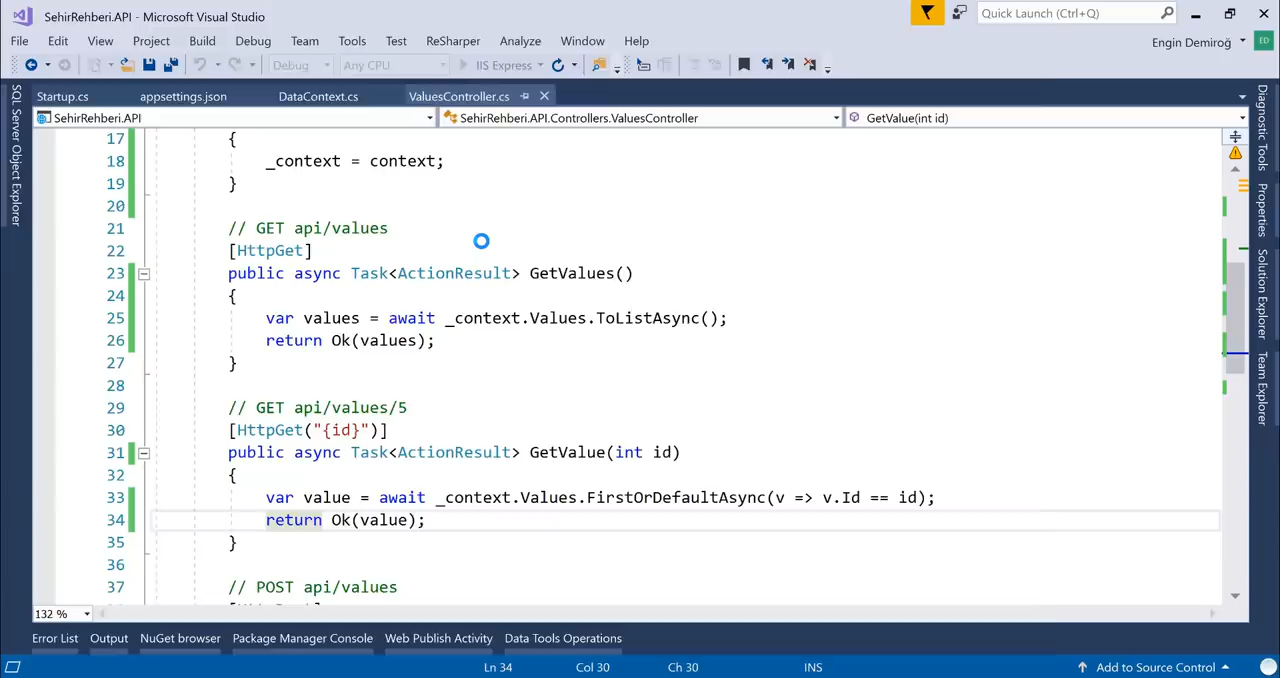 SehirRehberi.API - Microsoft Visual Studio
Quick Launch (Ctrl+Q)
File Edit View Project Build Debug Team Tools Test ReSharper Analyze Window Help
Engin Demiroğ
ED
Debug Any CPU IIS Express
Startup.cs appsettings.json DataContext.cs ValuesController.cs
SehirRehberi.API SehirRehberi.API.Controllers.ValuesController GetValue(int id)
SQL Server Object Explorer
17 {
18 _context = context;
19 }
20
21 // GET api/values
22 [HttpGet]
23 public async Task<ActionResult> GetValues()
24 {
25 var values = await _context.Values.ToListAsync();
26 return Ok(values);
27 }
28
29 // GET api/values/5
30 [HttpGet("{id}")]
31 public async Task<ActionResult> GetValue(int id)
32 {
33 var value = await _context.Values.FirstOrDefaultAsync(v => v.Id == id);
34 return Ok(value);
35 }
36
37 // POST api/values
Diagnostic Tools
Properties
Solution Explorer
Team Explorer
132 %
Error List Output NuGet browser Package Manager Console Web Publish Activity Data Tools Operations
Ln 34 Col 30 Ch 30 INS Add to Source Control